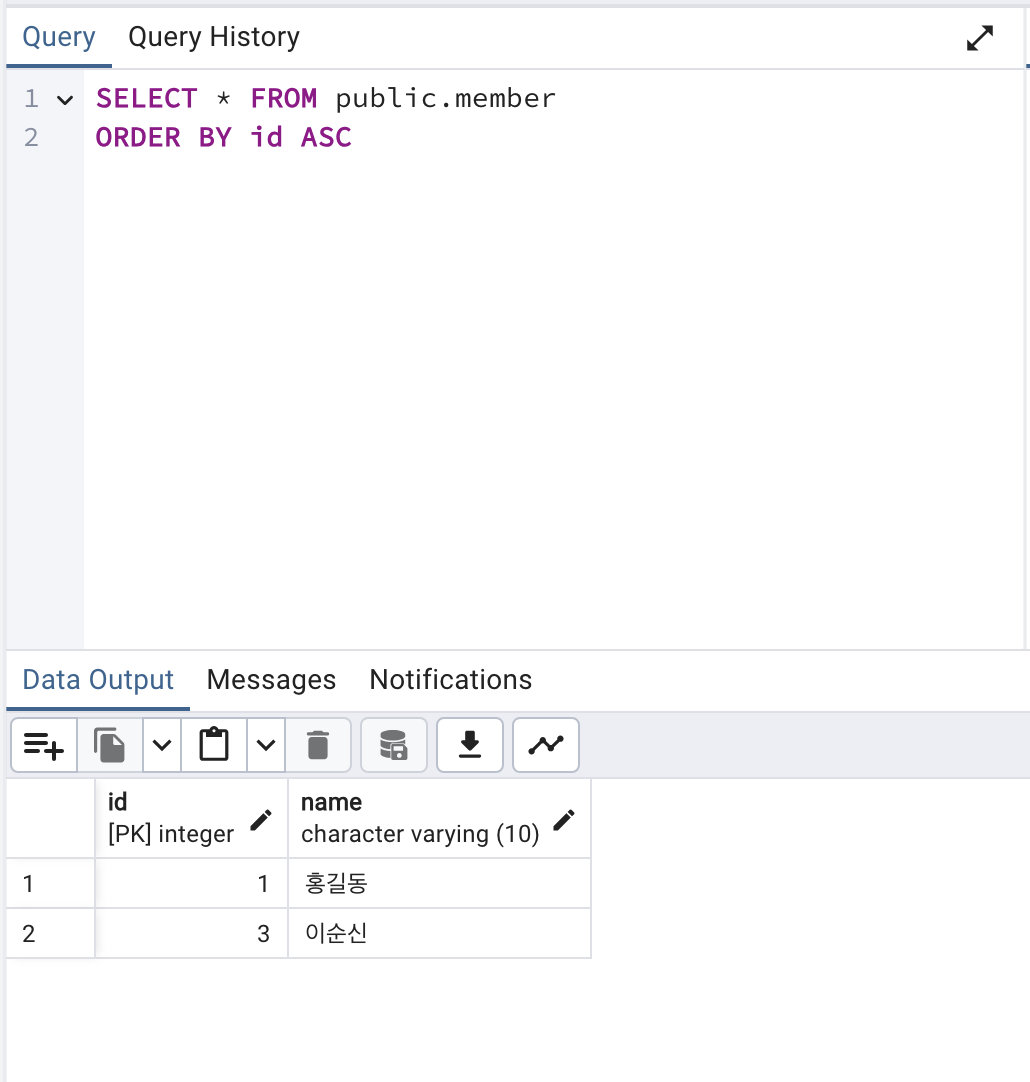 Query Query History
1 SELECT * FROM public.member
2 ORDER BY id ASC
Data Output Messages Notifications
id name
[PK] integer character varying (10)
1 1 홍길동
2 3 이순신